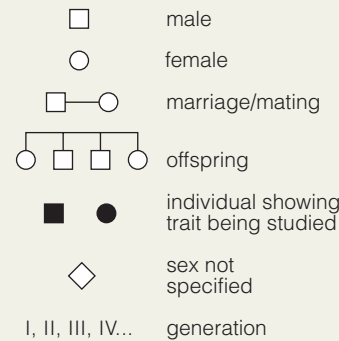 male
female
marriage/mating
offspring
individual showing
trait being studied
sex not
specified
I, II, III, IV... generation